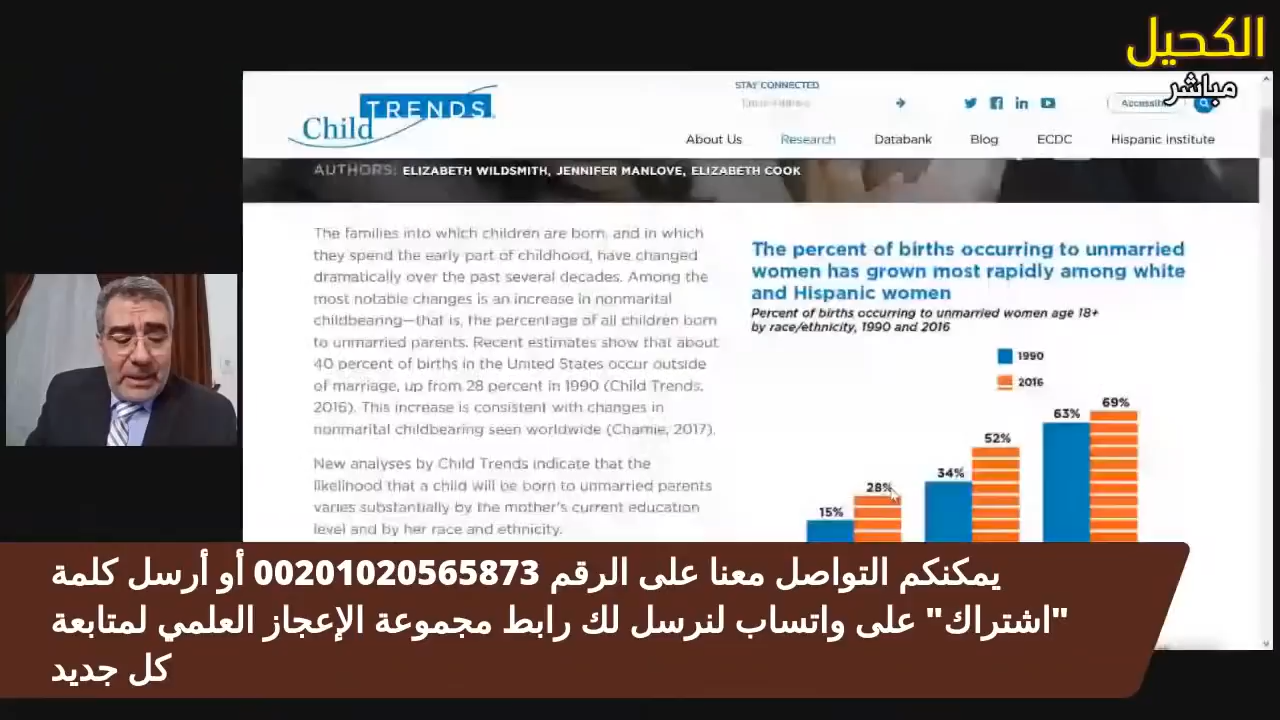 الكحيل
مباشر
STAY CONNECTED
Child TRENDS
About Us Research Databank Blog ECDC Hispanic Institute
AUTHORS: ELIZABETH WILDSMITH, JENNIFER MANLOVE, ELIZABETH COOK
The families into which children are born, and in which
they spend the early part of childhood, have changed
dramatically over the past several decades. Among the
most notable changes is an increase in nonmarital
childbearing—that is, the percentage of all children born
to unmarried parents. Recent estimates show that about
40 percent of births in the United States occur outside
of marriage, up from 28 percent in 1990 (Child Trends,
2016). This increase is consistent with changes in
nonmarital childbearing seen worldwide (Chamie, 2017).
New analyses by Child Trends indicate that the
likelihood that a child will be born to unmarried parents
varies substantially by the mother's current education
level and by her race and ethnicity.
The percent of births occurring to unmarried
women has grown most rapidly among white
and Hispanic women
Percent of births occurring to unmarried women age 18+
by race/ethnicity, 1990 and 2016
1990
2016
15% 28% 34% 52% 63% 69%
يمكنكم التواصل معنا على الرقم 00201020565873 أو أرسل كلمة
"اشتراك" على واتساب لنرسل لك رابط مجموعة الإعجاز العلمي لمتابعة
كل جديد